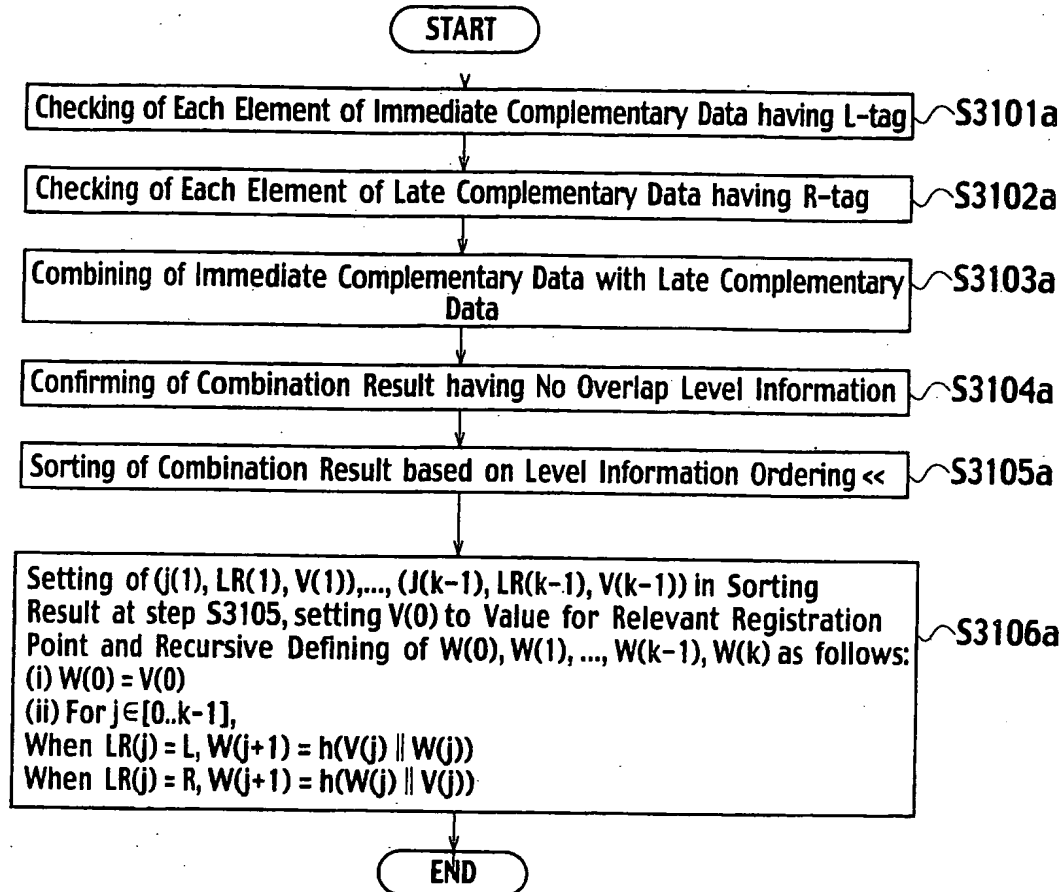 START
Checking of Each Element of Immediate Complementary Data having L-tag
S3101a
Checking of Each Element of Late Complementary Data having R-tag
S3102a
Combining of Immediate Complementary Data with Late Complementary
Data
S3103a
Confirming of Combination Result having No Overlap Level Information
S3104a
Sorting of Combination Result based on Level Information Ordering <<
S3105a
Setting of (j(1), LR(1), V(1)),..., (J(k-1), LR(k-1), V(k-1)) in Sorting
Result at step S3105, setting V(0) to Value for Relevant Registration
Point and Recursive Defining of W(0), W(1), ..., W(k-1), W(k) as follows:
(i) W(0) = V(0)
(ii) For j∈[0..k-1],
When LR(j) = L, W(j+1) = h(V(j) || W(j))
When LR(j) = R, W(j+1) = h(W(j) || V(j))
S3106a
END